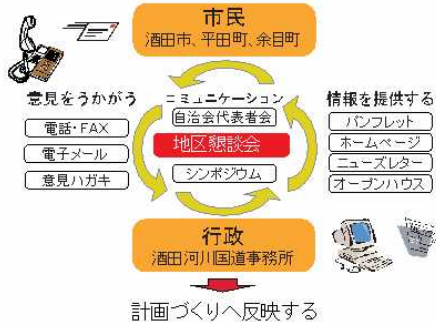 市民
酒田市、平田町、余目町
意見をうかがう
電話・FAX
電子メール
意見ハガキ
コミュニケーション
自治会代表者会
地区懇談会
シンポジウム
情報を提供する
パンフレット
ホームページ
ニューズレター
オープンハウス
行政
酒田河川国道事務所
計画づくりへ反映する